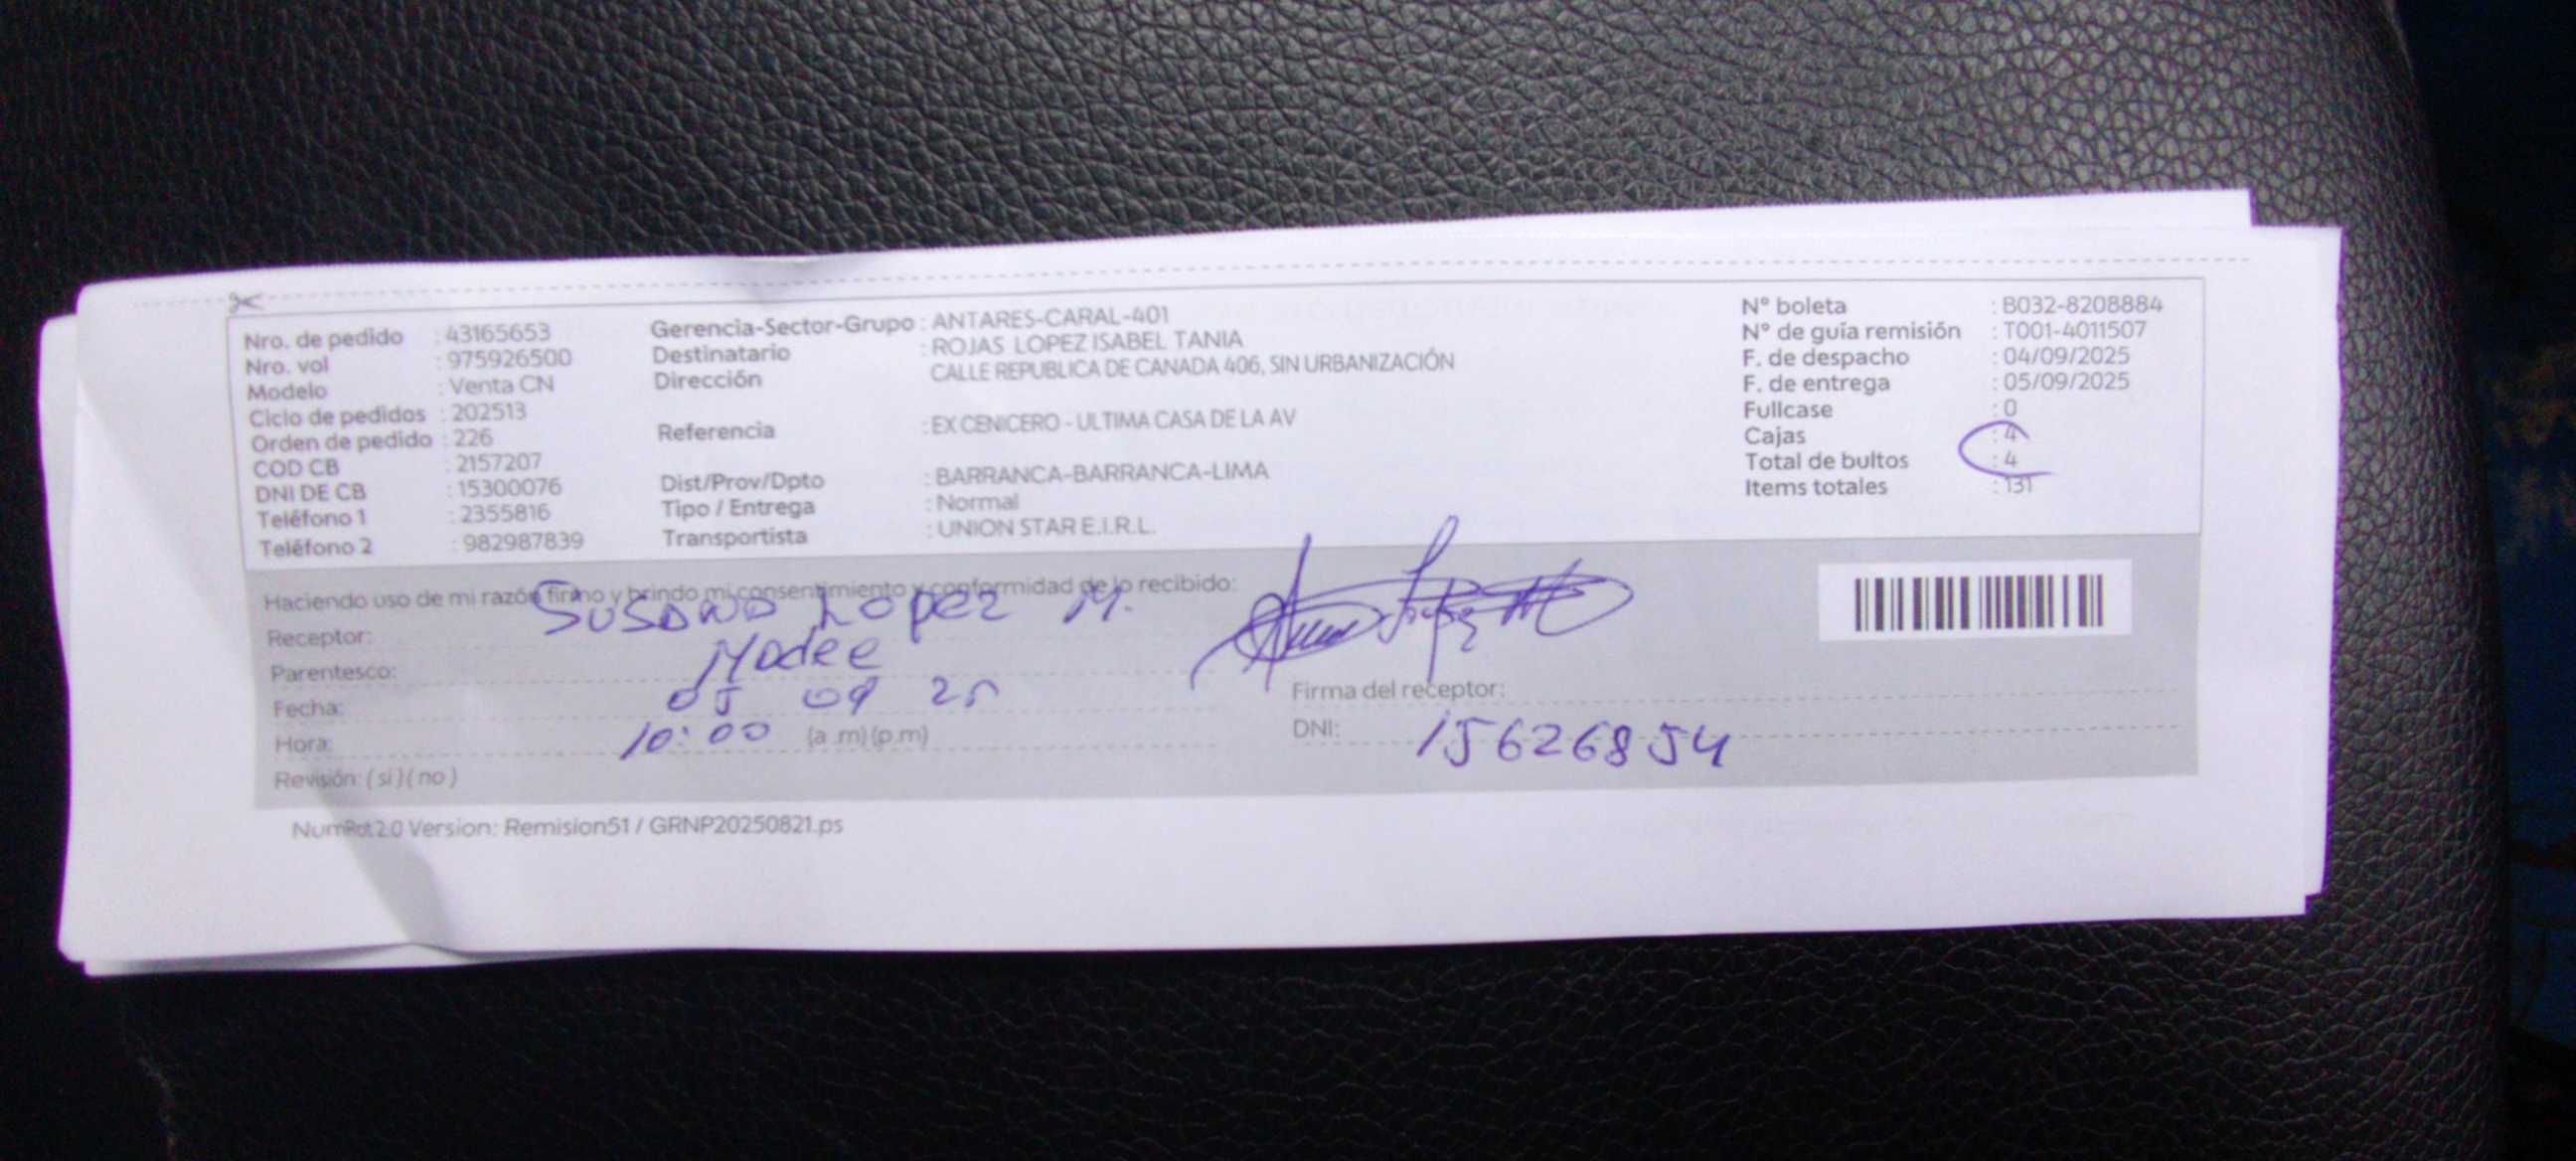 Nro. de pedido : 43165653
Nro. vol : 975926500
Modelo : Venta CN
Ciclo de pedidos : 202513
Orden de pedido : 226
COD CB : 2157207
DNI DE CB : 15300076
Teléfono 1 : 2355816
Teléfono 2 : 982987839
Gerencia-Sector-Grupo : ANTARES-CARAL-401
Destinatario : ROJAS LOPEZ ISABEL TANIA
Dirección CALLE REPUBLICA DE CANADA 406, SIN URBANIZACIÓN
Referencia : EX CENICERO - ULTIMA CASA DE LA AV
Dist/Prov/Dpto : BARRANCA-BARRANCA-LIMA
Tipo / Entrega : Normal
Transportista : UNION STAR E.I.R.L.
N° boleta : B032-8208884
N° de guía remisión : T001-4011507
F. de despacho : 04/09/2025
F. de entrega : 05/09/2025
Fullcase : 0
Cajas : 4
Total de bultos : 4
Items totales : 131
Haciendo uso de mi razón firmo y brindo mi consentimiento y conformidad de lo recibido:
Receptor: Susana Lopez M.
Parentesco: Madre
Fecha: 05 09 25
Hora: 10:00 (a.m)(p.m)
Revisión: (si)(no)
Firma del receptor:
DNI: 15626854
NumRot2.0 Version: Remision51 / GRNP20250821.ps